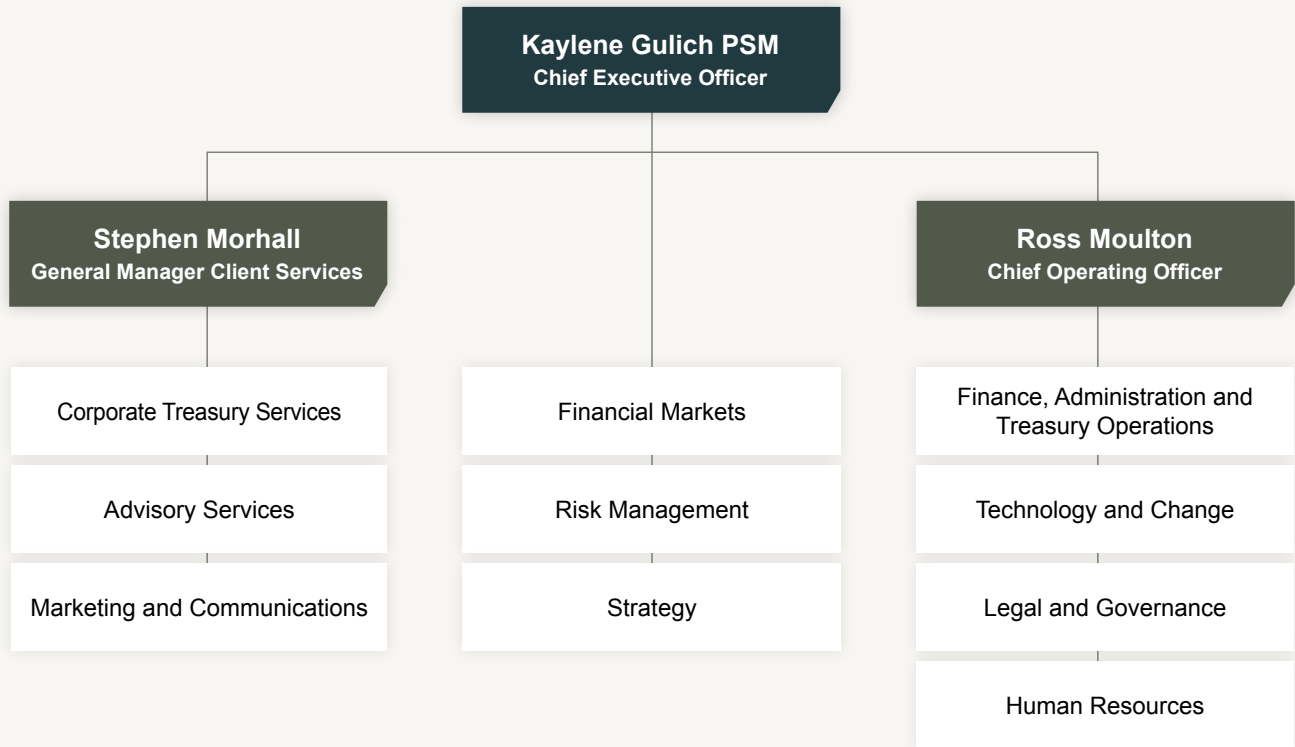 Kaylene Gulich PSM
Chief Executive Officer
Stephen Morhall
General Manager Client Services
Ross Moulton
Chief Operating Officer
Corporate Treasury Services
Advisory Services
Marketing and Communications
Financial Markets
Risk Management
Strategy
Finance, Administration and
Treasury Operations
Technology and Change
Legal and Governance
Human Resources